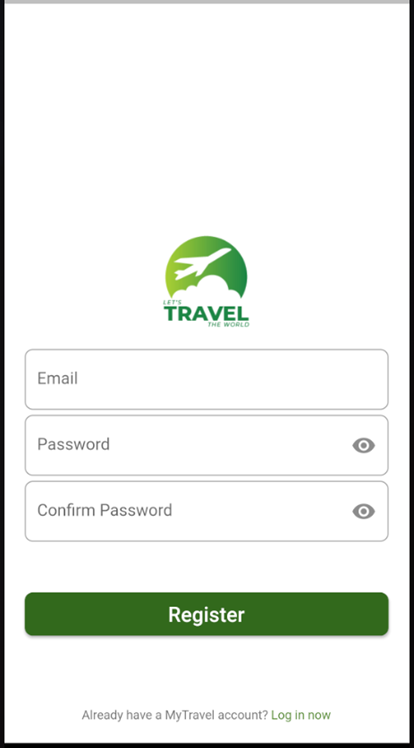 LET'S
TRAVEL
THE WORLD
Email
Password
Confirm Password
Register
Already have a MyTravel account? Log in now